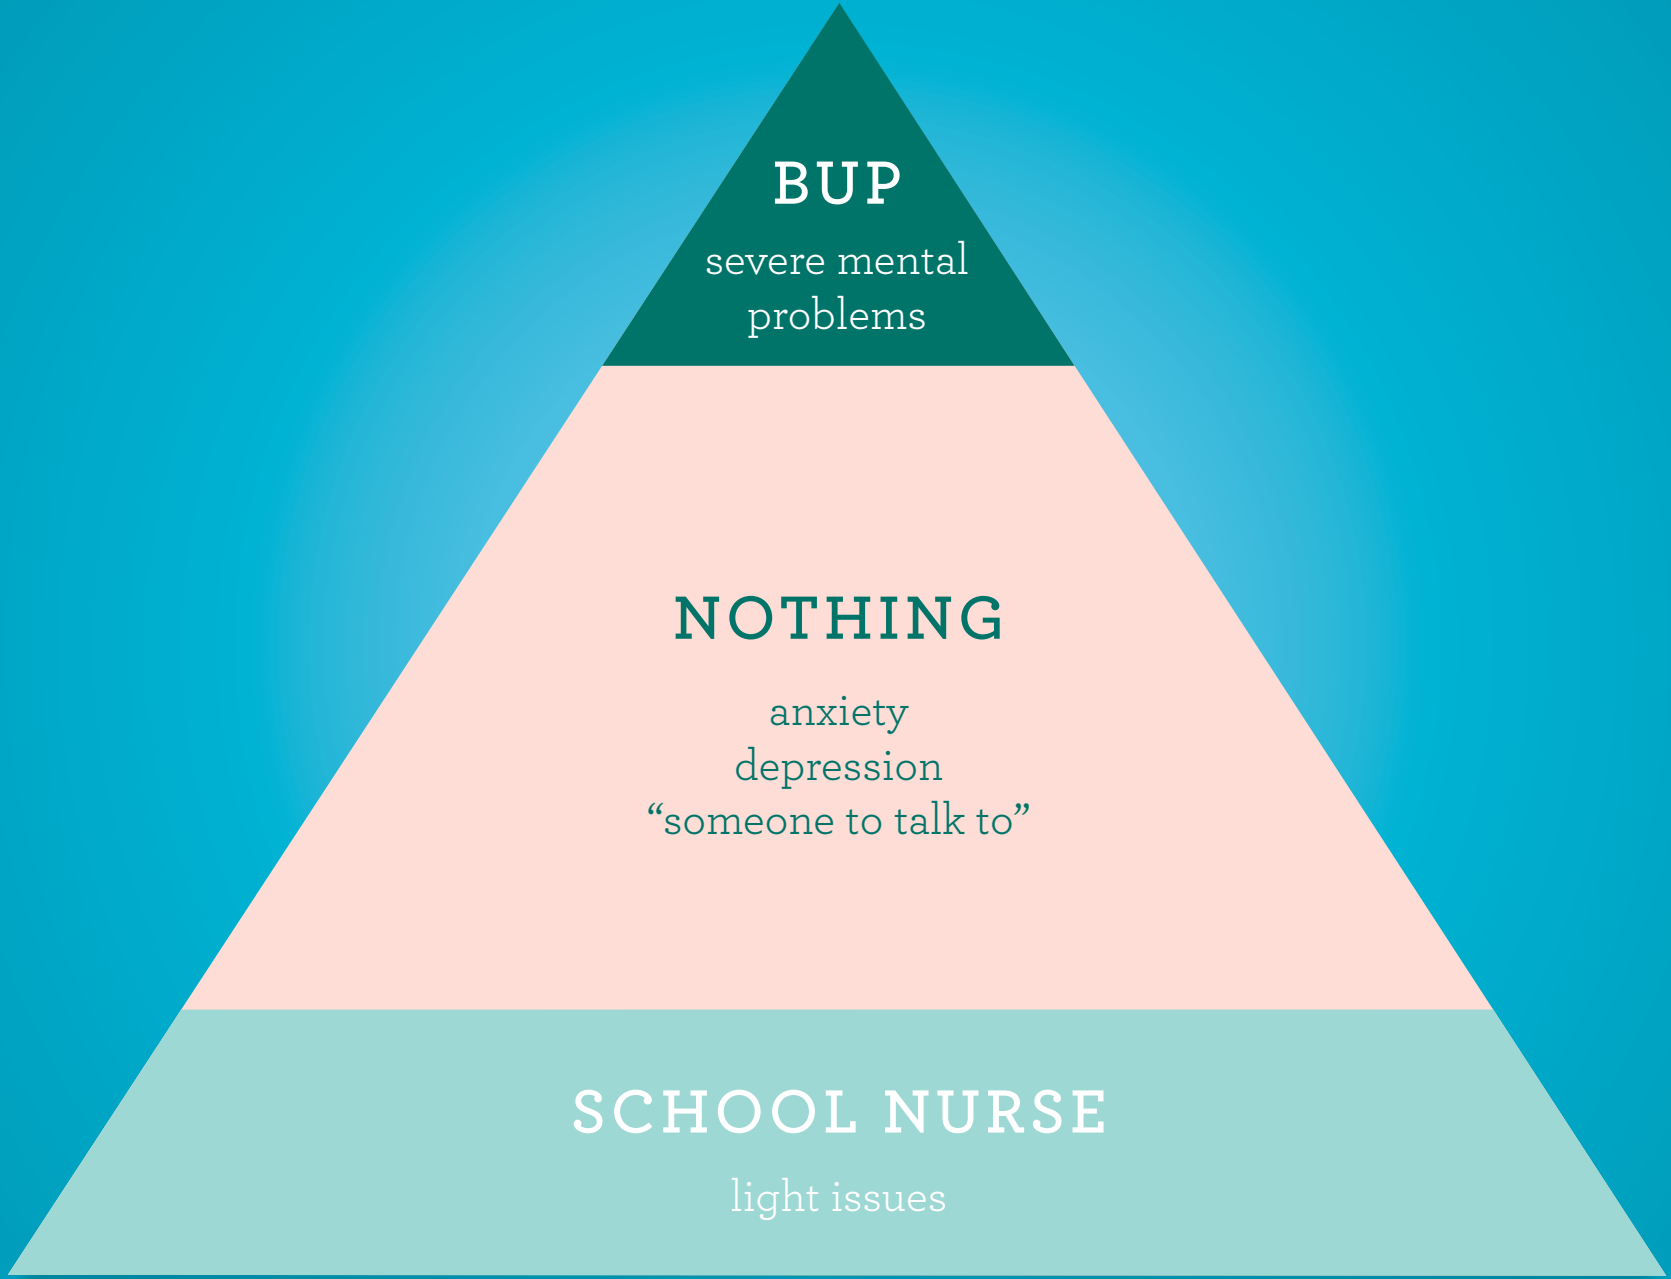 BUP
severe mental
problems
NOTHING
anxiety
depression
“someone to talk to”
SCHOOL NURSE
light issues